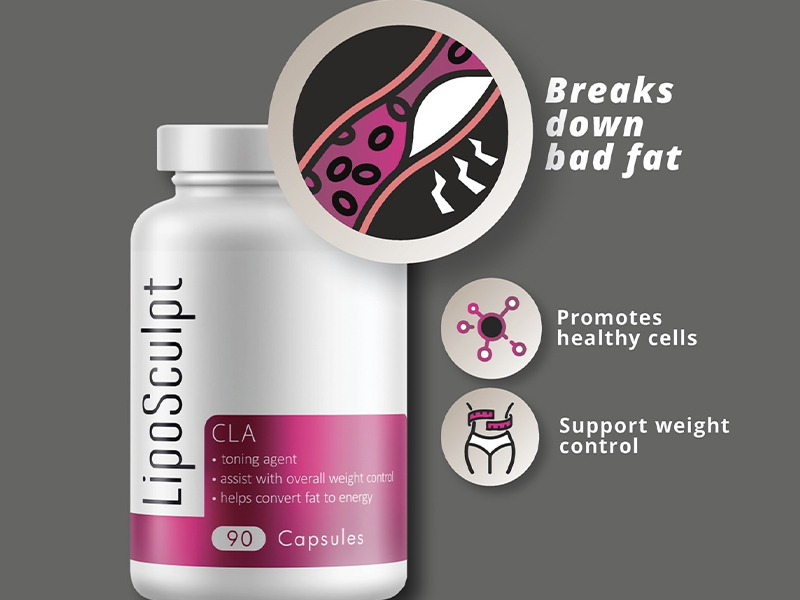 Breaks
down
bad fat
LipoSculpt
Promotes
healthy cells
CLA
• toning agent
• assist with overall weight control
• helps convert fat to energy
Support weight
control
90 Capsules